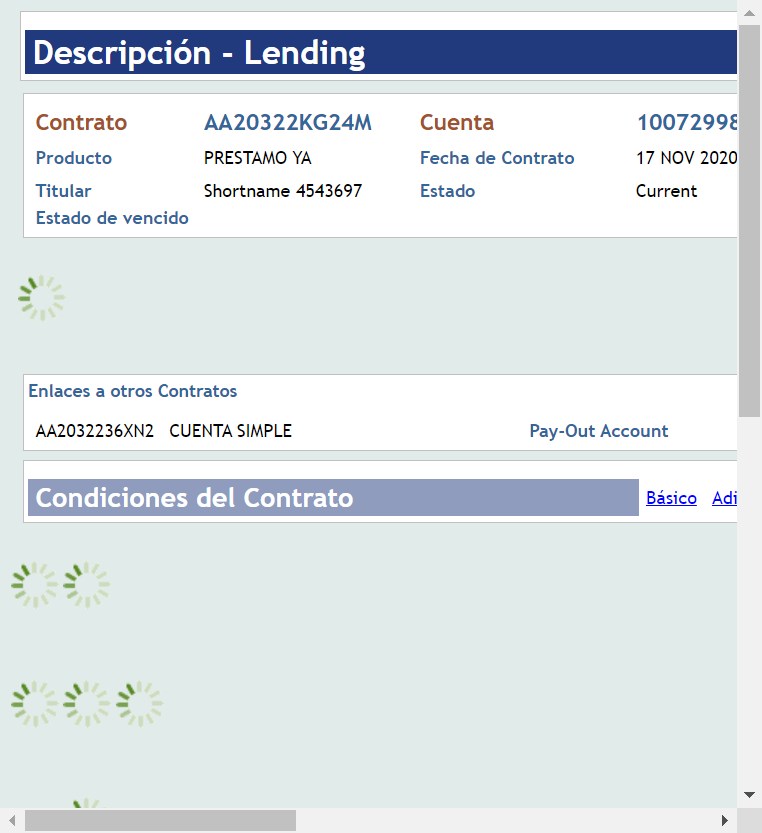 Descripción - Lending
Contrato AA20322KG24M Cuenta 10072998
Producto PRESTAMO YA Fecha de Contrato 17 NOV 2020
Titular Shortname 4543697 Estado Current
Estado de vencido
Enlaces a otros Contratos
AA2032236XN2 CUENTA SIMPLE Pay-Out Account
Condiciones del Contrato Básico Adi